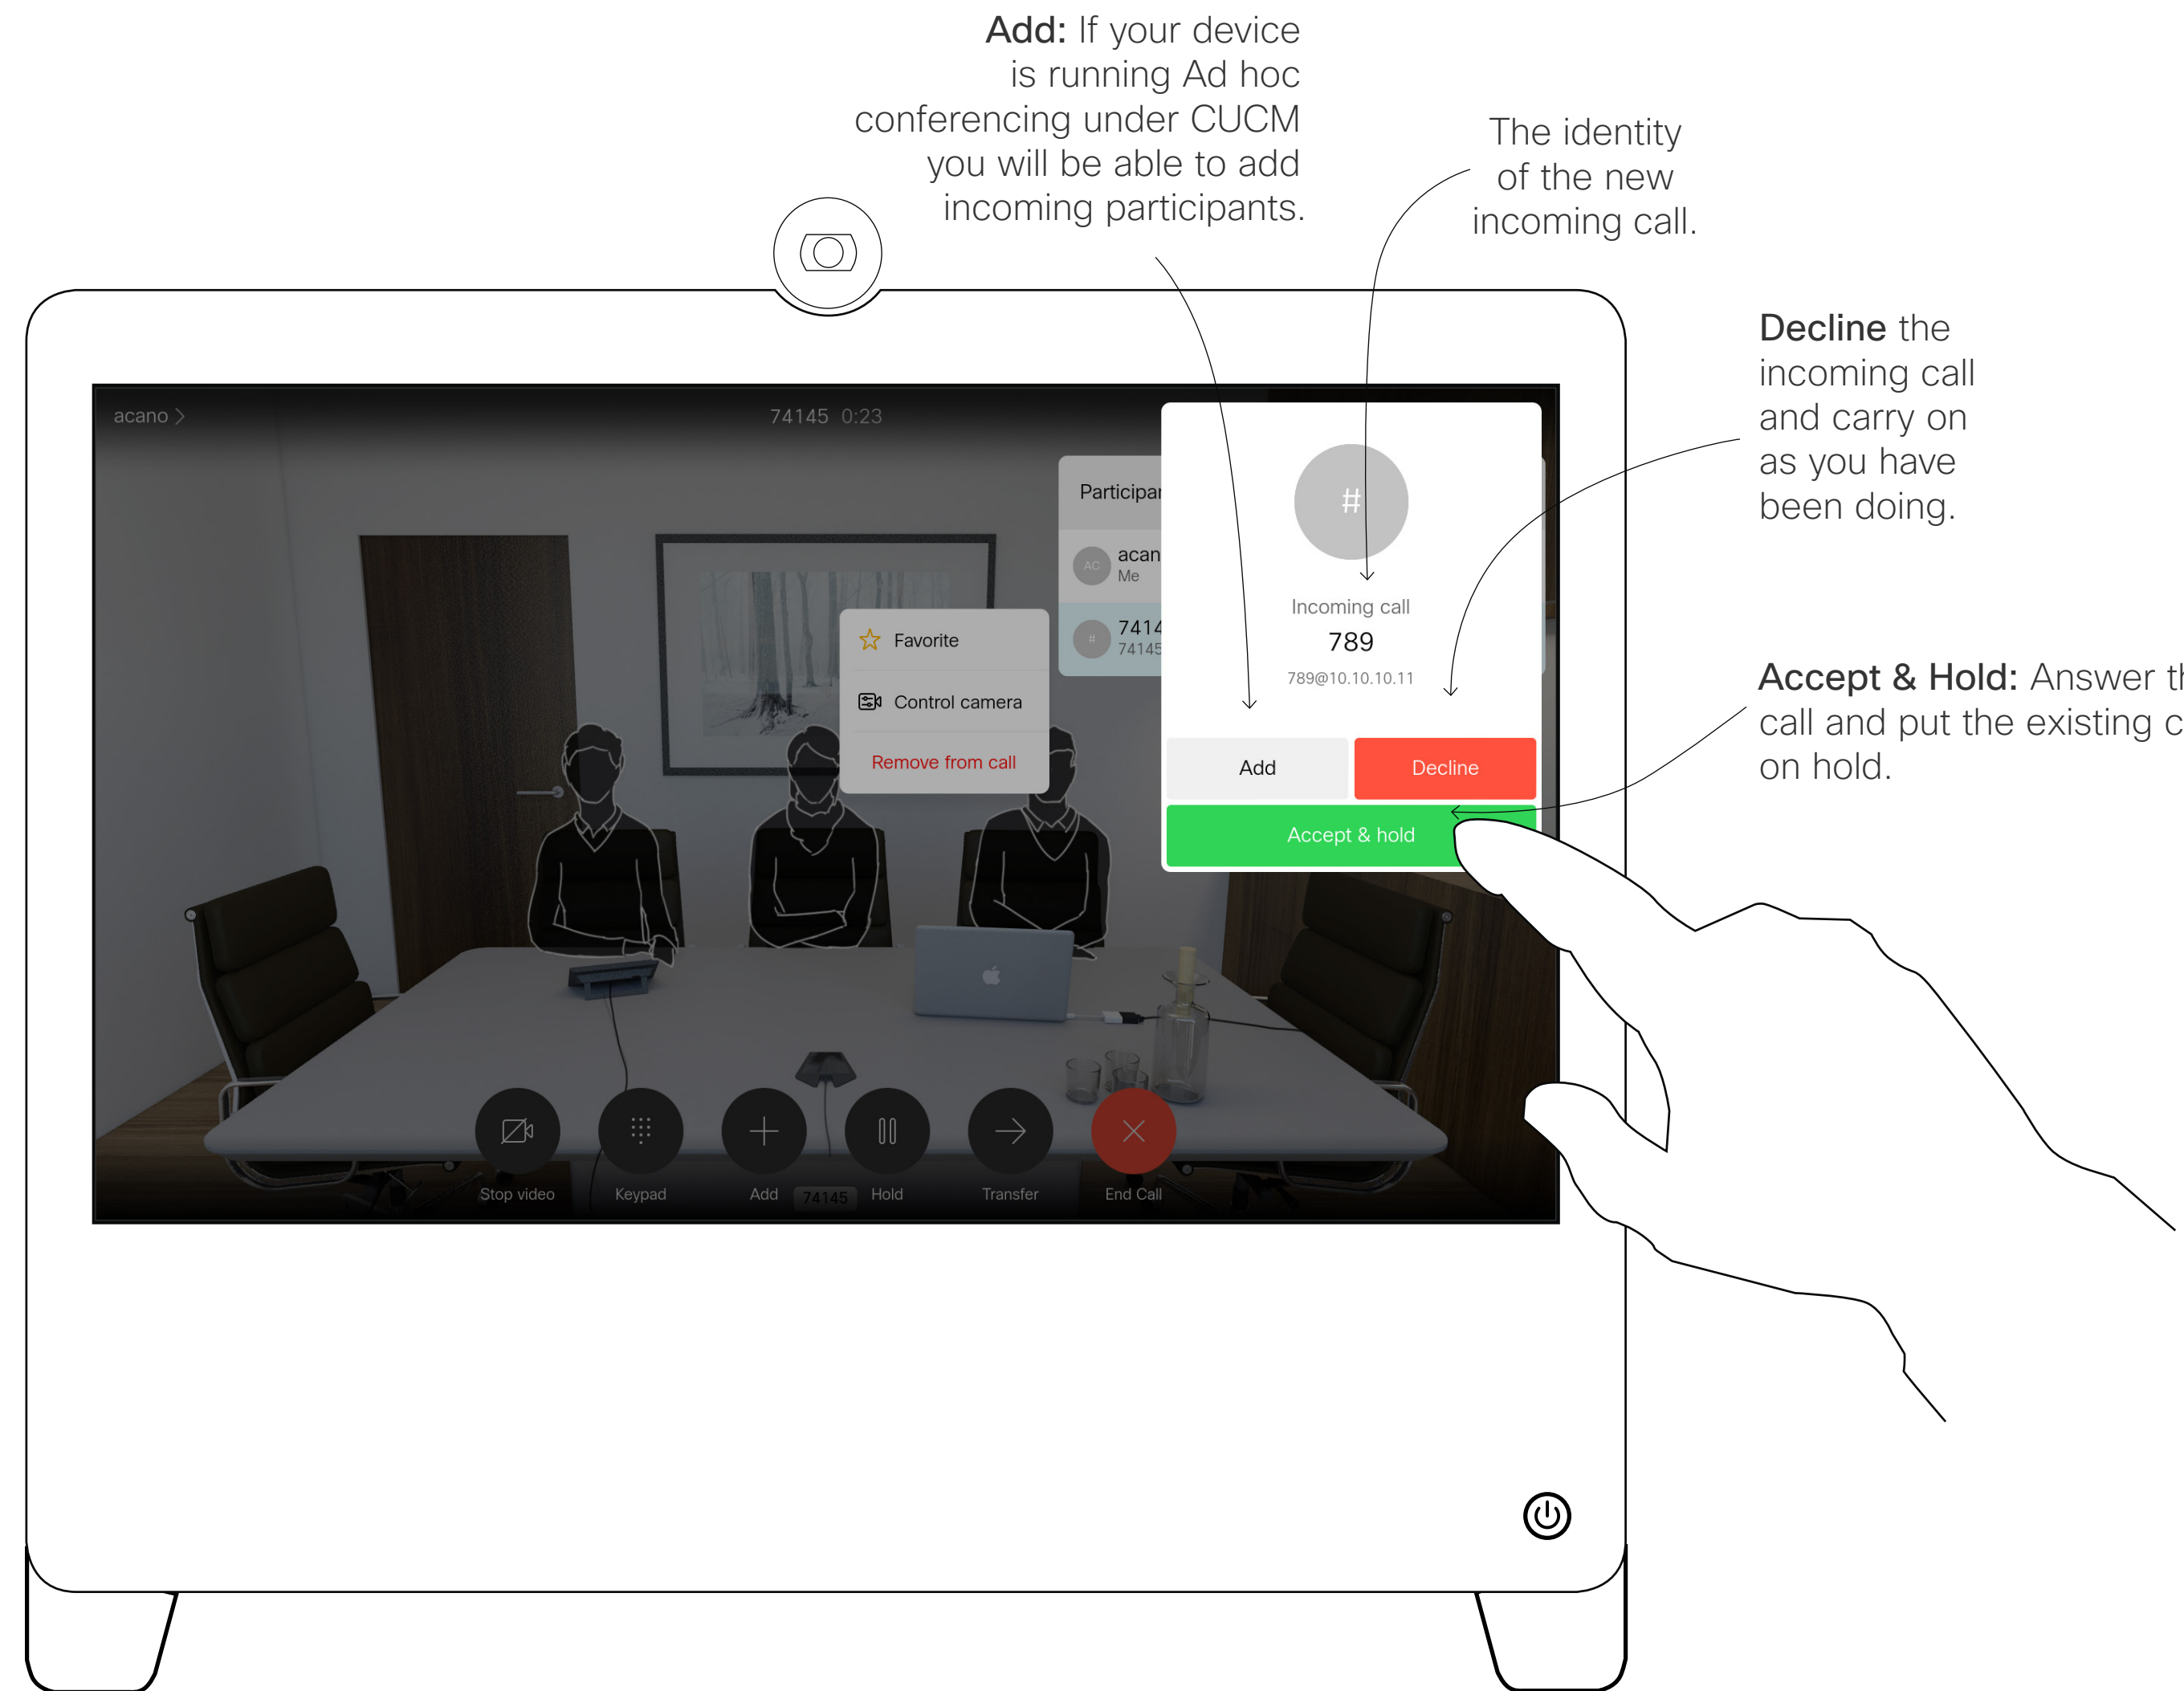 Add: If your device
is running Ad hoc
conferencing under CUCM
you will be able to add
incoming participants.
The identity
of the new
incoming call.
Decline the
incoming call
and carry on
as you have
been doing.
Accept & Hold: Answer
call and put the existing
on hold.
acano
74145 0:23
AC
Me
#
74145
Favorite
Control camera
Remove from call
#
Incoming call
789
789@10.10.10.11
Add
Decline
Accept & hold
Stop video
Keypad
Add
74145
Hold
Transfer
End Call